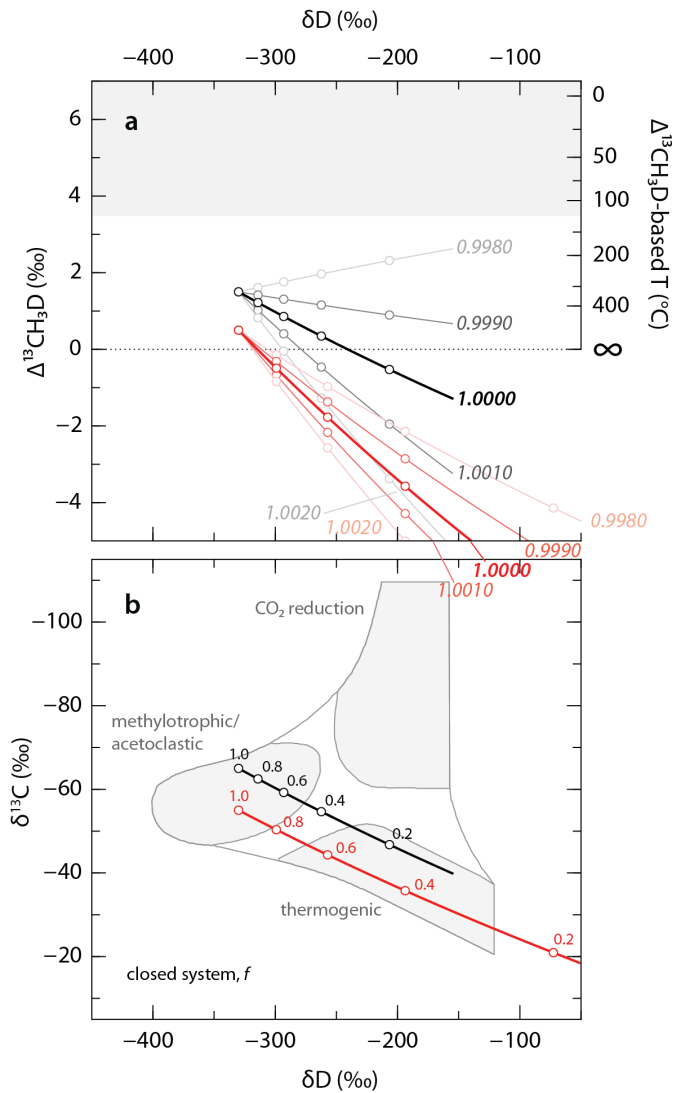 δD (‰)
−400 −300 −200 −100
a
6
4
2
0
−2
−4
Δ¹³CH₃D (‰)
0
50
100
200
400
∞
Δ¹³CH₃D-based T (°C)
0.9980
0.9990
1.0000
1.0010
1.0020
1.0020
0.9980
0.9990
1.0000
1.0010
b
CO₂ reduction
−100
−80
−60
−40
−20
δ¹³C (‰)
methylotrophic/
acetoclastic
1.0 0.8 0.6 0.4 0.2
1.0 0.8 0.6 0.4 0.2
thermogenic
closed system, f
−400 −300 −200 −100
δD (‰)